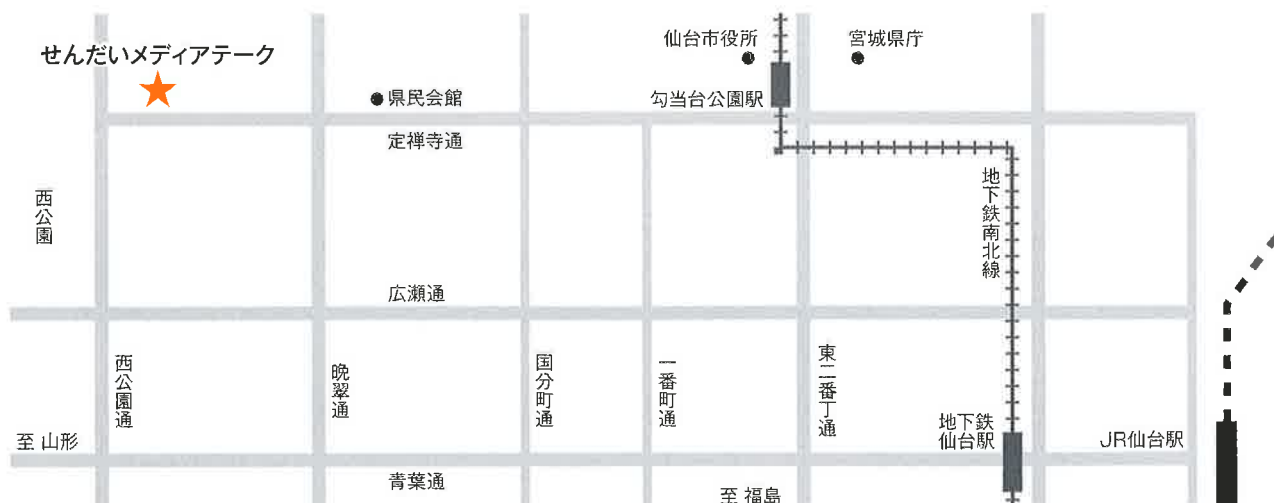 仙台市役所
宮城県庁
せんだいメディアテーク
県民会館
勾当台公園駅
定禅寺通
西公園
地下鉄南北線
広瀬通
西公園通
晩翠通
国分町通
一番町通
東二番丁通
至 山形
地下鉄
仙台駅
JR仙台駅
青葉通
至 福島